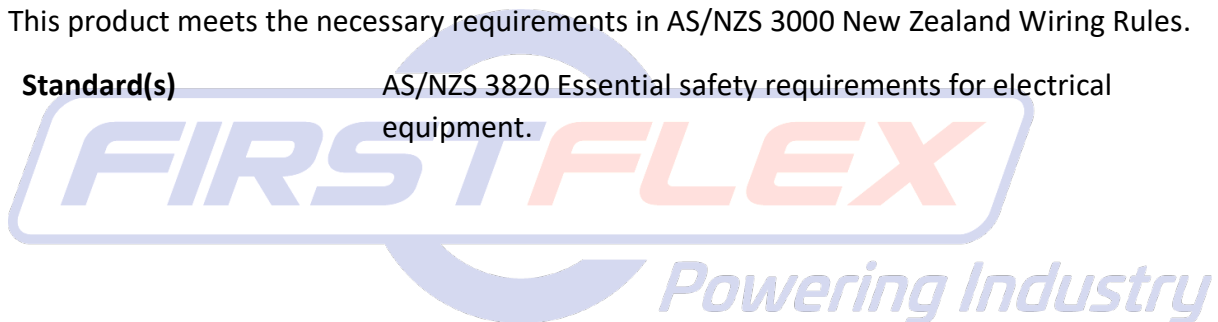 This product meets the necessary requirements in AS/NZS 3000 New Zealand Wiring Rules.
Standard(s) AS/NZS 3820 Essential safety requirements for electrical
equipment.
FIRSTFLEX
Powering Industry